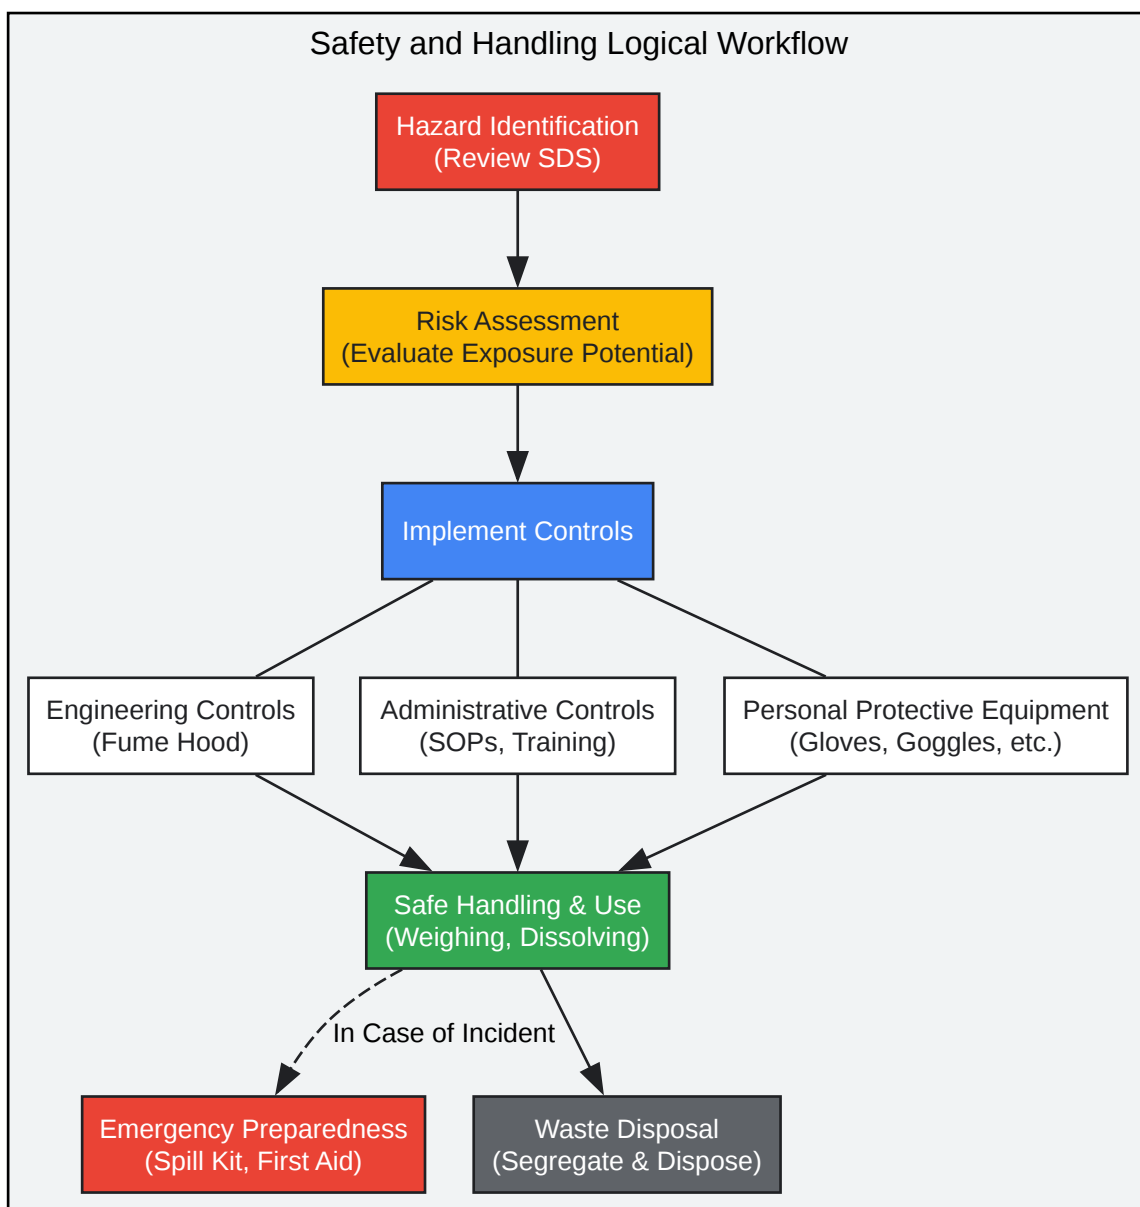 Safety and Handling Logical Workflow
Hazard Identification
(Review SDS)
Risk Assessment
(Evaluate Exposure Potential)
Implement Controls
Engineering Controls
(Fume Hood)
Administrative Controls
(SOPs, Training)
Personal Protective Equipment
(Gloves, Goggles, etc.)
Safe Handling & Use
(Weighing, Dissolving)
In Case of Incident
Emergency Preparedness
(Spill Kit, First Aid)
Waste Disposal
(Segregate & Dispose)